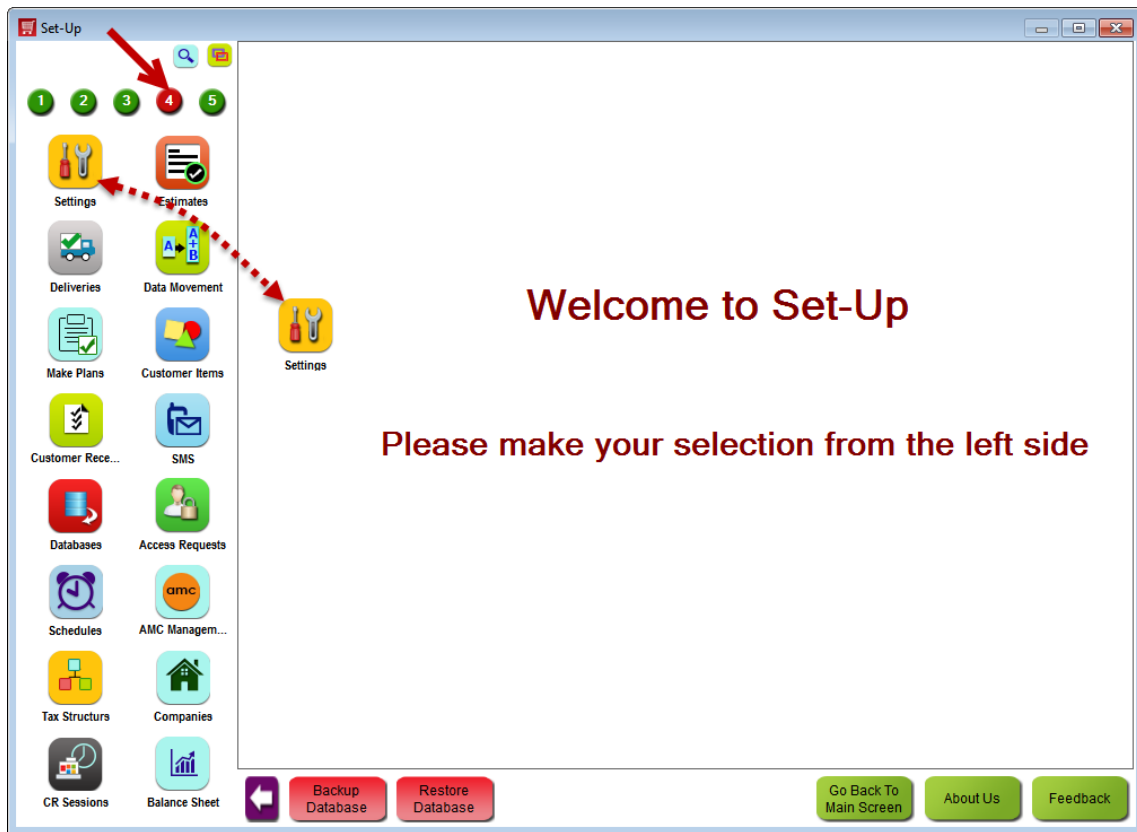 Set-Up
1 2 3 4 5
Settings Estimates
A A
+
B
Deliveries Data Movement
Welcome to Set-Up
Settings
Make Plans Customer Items
Please make your selection from the left side
Customer Rece... SMS
Databases Access Requests
amc
Schedules AMC Managem...
Tax Structurs Companies
CR Sessions Balance Sheet
Backup
Database
Restore
Database
Go Back To
Main Screen
About Us
Feedback